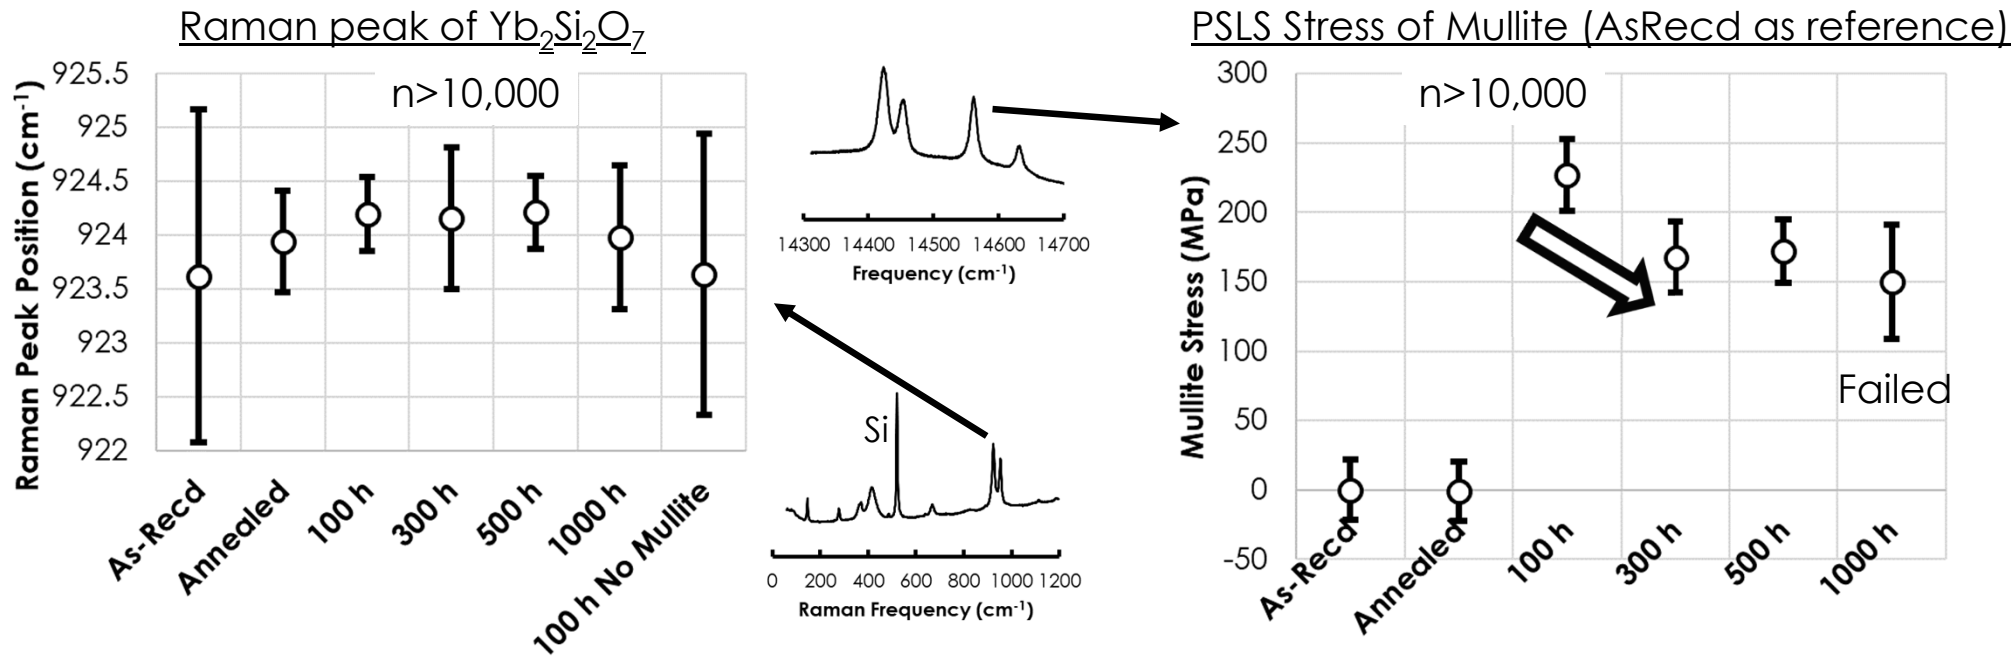 Raman peak of Yb2Si2O7
Raman Peak Position (cm-1)
925.5
925
924.5
924
923.5
923
922.5
922
n>10,000
As-Recd
Annealed
100 h
300 h
500 h
1000 h
100 h No Mullite
14300 14400 14500 14600 14700
Frequency (cm-1)
Si
0 200 400 600 800 1000 1200
Raman Frequency (cm-1)
PSLS Stress of Mullite (AsRecd as reference)
Mullite Stress (MPa)
300
250
200
150
100
50
0
-50
n>10,000
Failed
As-Recd
Annealed
100 h
300 h
500 h
1000 h